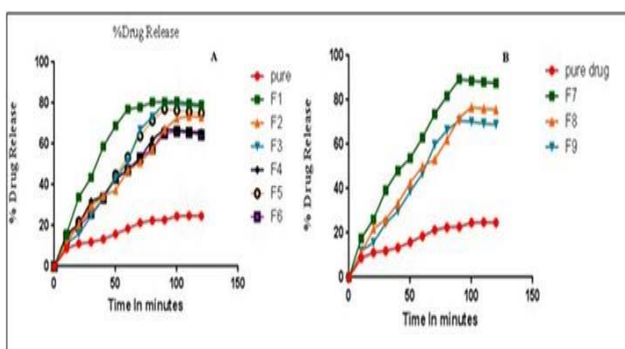 %Drug Release
A
% Drug Release
100
80
60
40
20
0
0 50 100 150
Time In minutes
pure
F1
F2
F3
F4
F5
F6
B
% Drug Release
100
80
60
40
20
0
0 50 100 150
Time In minutes
pure drug
F7
F8
F9